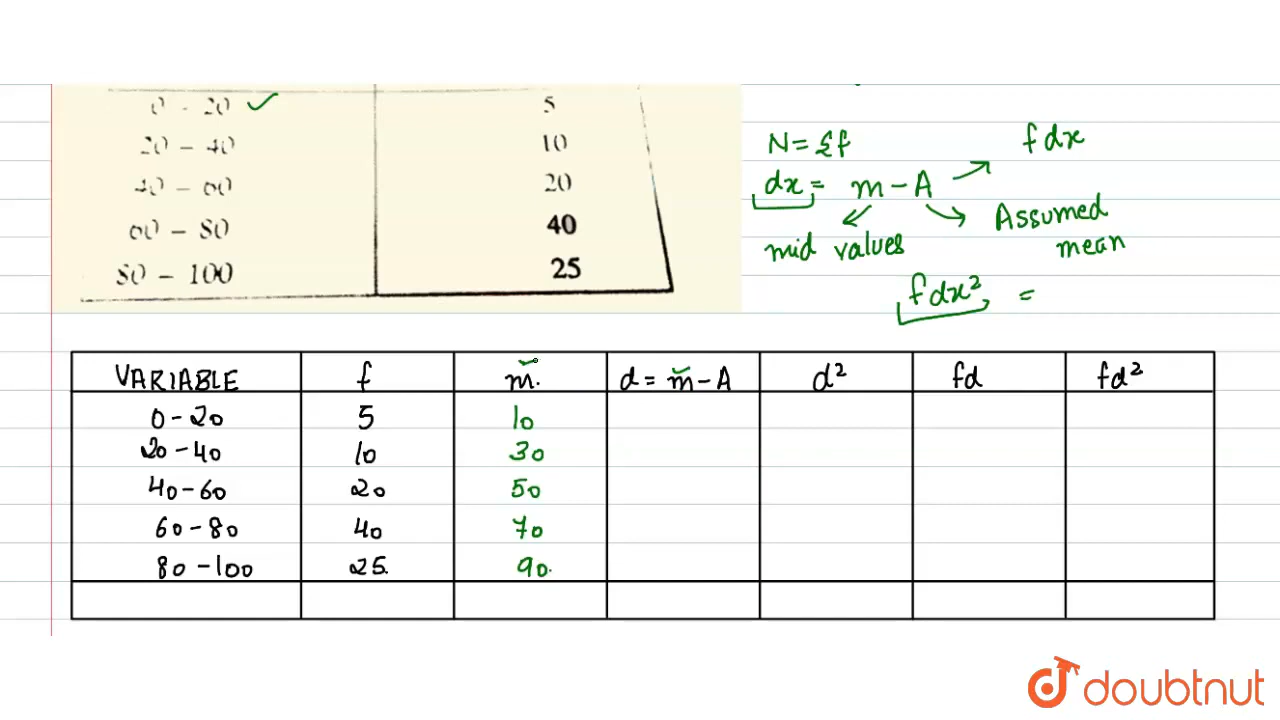 0 - 20 ✓ 5
20 - 40 10
40 - 60 20
60 - 80 40
80 - 100 25
N = Σf
fdx
dx = m - A
Assumed
mean
mid values
fdx² =
VARIABLE f m. d = m - A d² fd fd²
0 - 20 5 10
20 - 40 10 30
40 - 60 20 50
60 - 80 40 70
80 - 100 25. 90.
doubtnut